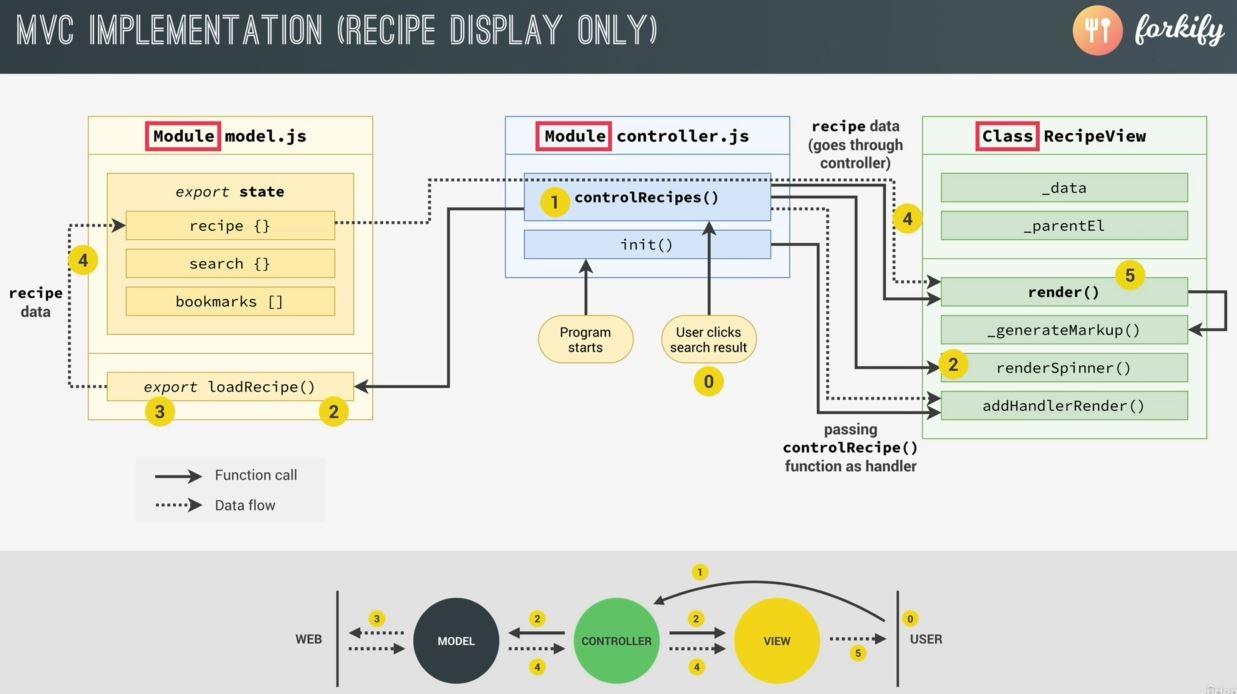 MVC IMPLEMENTATION (RECIPE DISPLAY ONLY)
forkify
Module model.js
export state
recipe {}
search {}
bookmarks []
4
recipe
data
export loadRecipe()
3
2
Module controller.js
1
controlRecipes()
init()
Program
starts
User clicks
search result
0
recipe data
(goes through
controller)
4
Class RecipeView
_data
_parentEl
5
render()
_generateMarkup()
2
renderSpinner()
addHandlerRender()
passing
controlRecipe()
function as handler
Function call
Data flow
WEB
3
MODEL
2
4
CONTROLLER
1
2
4
VIEW
5
0
USER